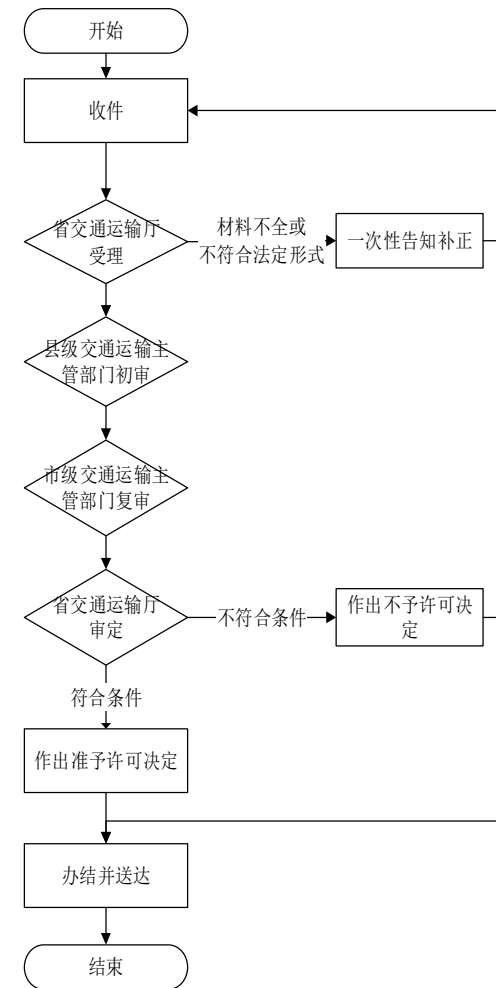 开始
收件
省交通运输厅
受理
材料不全或
不符合法定形式
一次性告知补正
县级交通运输主
管部门初审
市级交通运输主
管部门复审
省交通运输厅
审定
不符合条件
作出不予许可决
定
符合条件
作出准予许可决定
办结并送达
结束